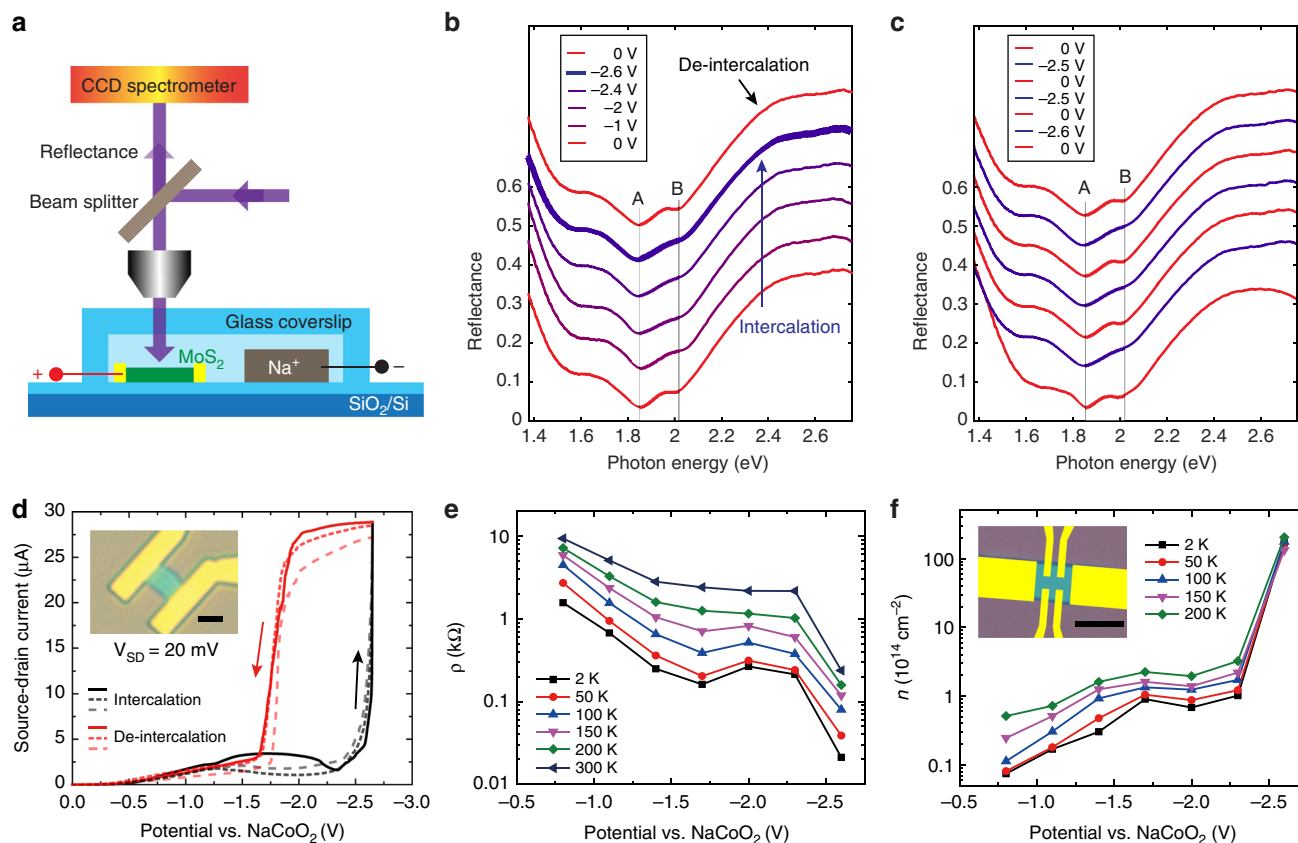 a
CCD spectrometer
Reflectance
Beam splitter
Glass coverslip
MoS2
Na+
+
–
SiO2/Si
b
0 V
–2.6 V
–2.4 V
–2 V
–1 V
0 V
De-intercalation
A
B
Intercalation
0.6
0.5
0.4
0.3
0.2
0.1
0
Reflectance
1.4 1.6 1.8 2 2.2 2.4 2.6
Photon energy (eV)
c
0 V
–2.5 V
0 V
–2.5 V
0 V
–2.6 V
0 V
A
B
0.6
0.5
0.4
0.3
0.2
0.1
0
Reflectance
1.4 1.6 1.8 2 2.2 2.4 2.6
Photon energy (eV)
d
30
25
20
15
10
5
0
Source-drain current (µA)
VSD = 20 mV
Intercalation
De-intercalation
0.0 –0.5 –1.0 –1.5 –2.0 –2.5 –3.0
Potential vs. NaCoO2 (V)
e
10
1
0.1
0.01
ρ (kΩ)
2 K
50 K
100 K
150 K
200 K
300 K
–0.5 –1.0 –1.5 –2.0 –2.5
Potential vs. NaCoO2 (V)
f
100
10
1
0.1
n (10¹⁴ cm⁻²)
2 K
50 K
100 K
150 K
200 K
–0.5 –1.0 –1.5 –2.0 –2.5
Potential vs. NaCoO2 (V)